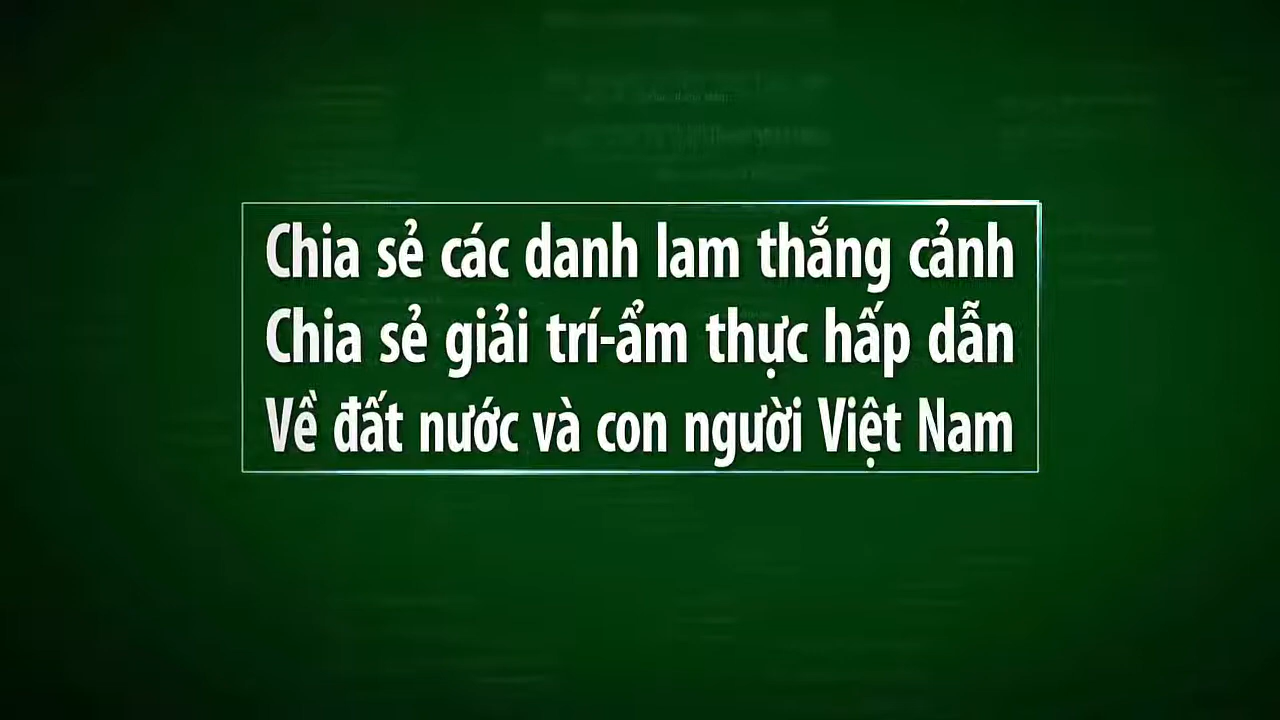 Chia sẻ các danh lam thắng cảnh
Chia sẻ giải trí-ẩm thực hấp dẫn
Về đất nước và con người Việt Nam